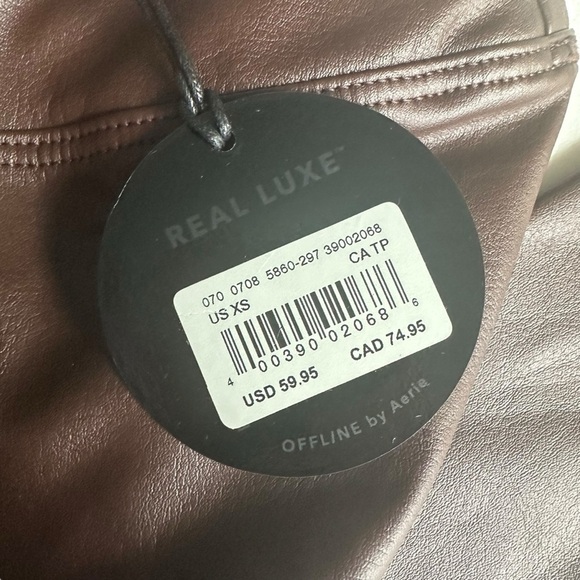 REAL LUXE™
070 0708 5860-297 39002068
US XS CA TP
4 00390 02068 6
USD 59.95 CAD 74.95
OFFLINE by Aerie